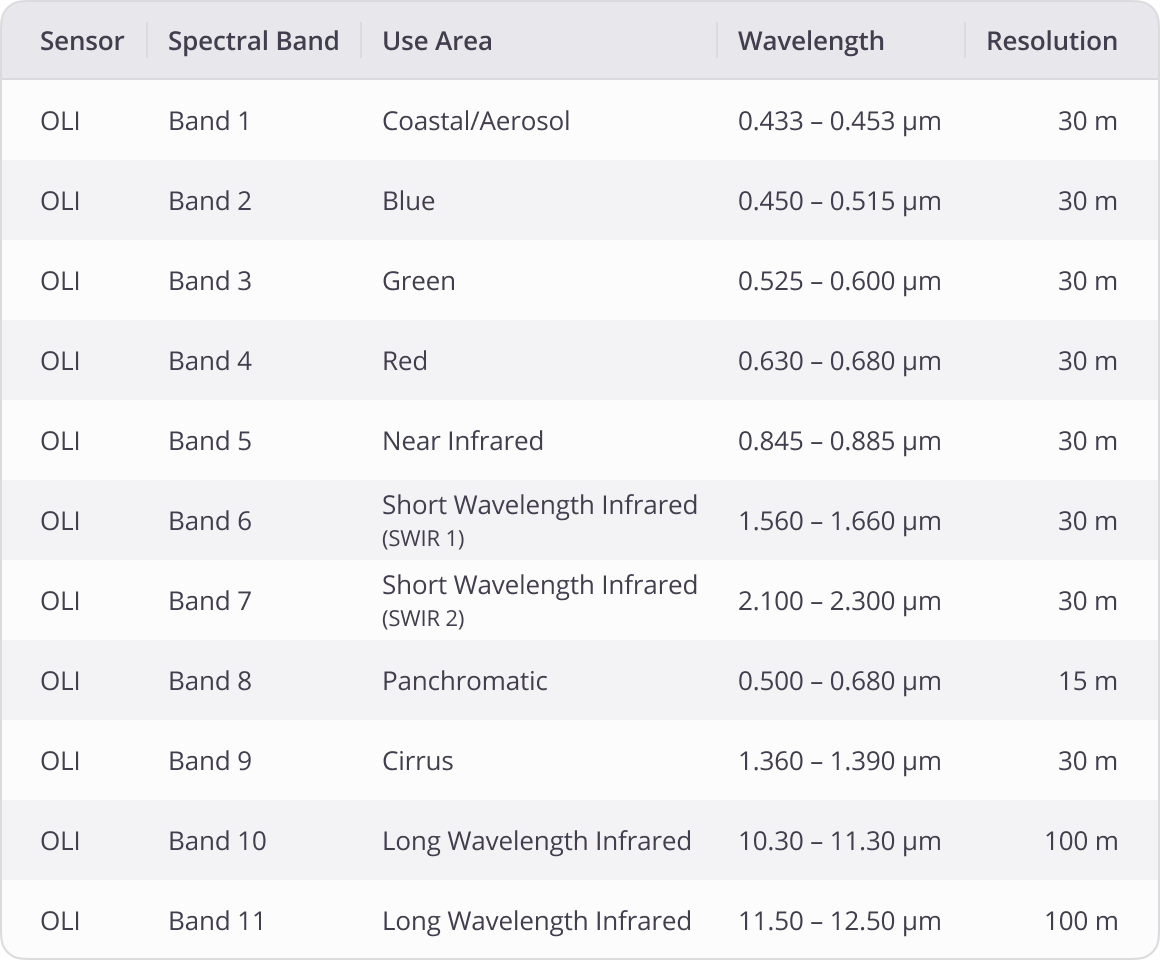 Sensor Spectral Band Use Area Wavelength Resolution
OLI Band 1 Coastal/Aerosol 0.433 – 0.453 µm 30 m
OLI Band 2 Blue 0.450 – 0.515 µm 30 m
OLI Band 3 Green 0.525 – 0.600 µm 30 m
OLI Band 4 Red 0.630 – 0.680 µm 30 m
OLI Band 5 Near Infrared 0.845 – 0.885 µm 30 m
OLI Band 6 Short Wavelength Infrared 1.560 – 1.660 µm 30 m
(SWIR 1)
OLI Band 7 Short Wavelength Infrared 2.100 – 2.300 µm 30 m
(SWIR 2)
OLI Band 8 Panchromatic 0.500 – 0.680 µm 15 m
OLI Band 9 Cirrus 1.360 – 1.390 µm 30 m
OLI Band 10 Long Wavelength Infrared 10.30 – 11.30 µm 100 m
OLI Band 11 Long Wavelength Infrared 11.50 – 12.50 µm 100 m